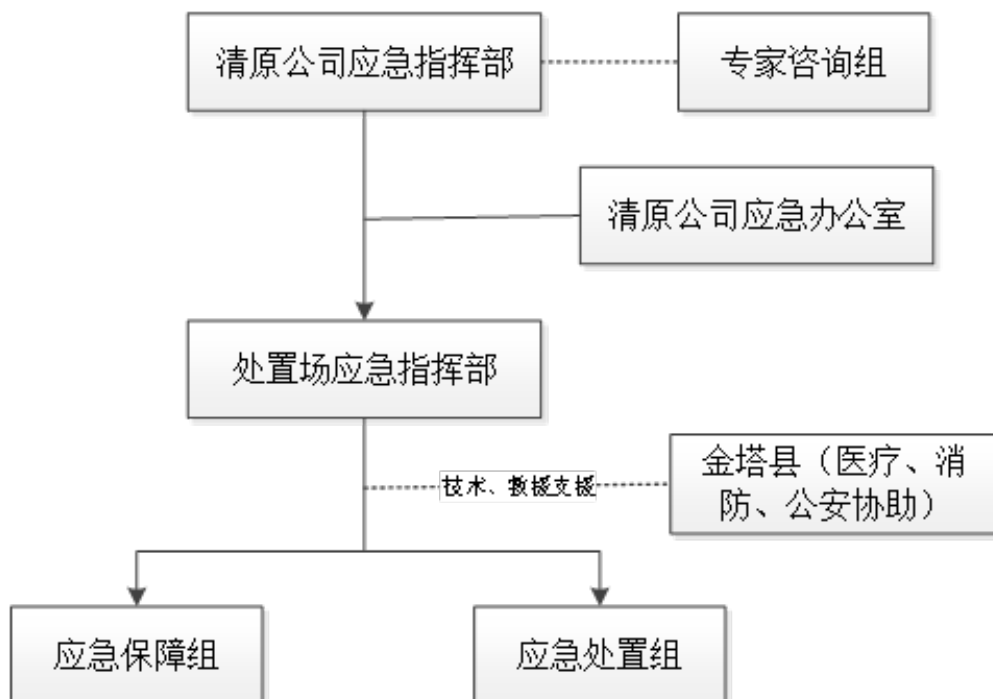 清原公司应急指挥部
专家咨询组
清原公司应急办公室
处置场应急指挥部
技术、救援支援
金塔县（医疗、消
防、公安协助）
应急保障组
应急处置组